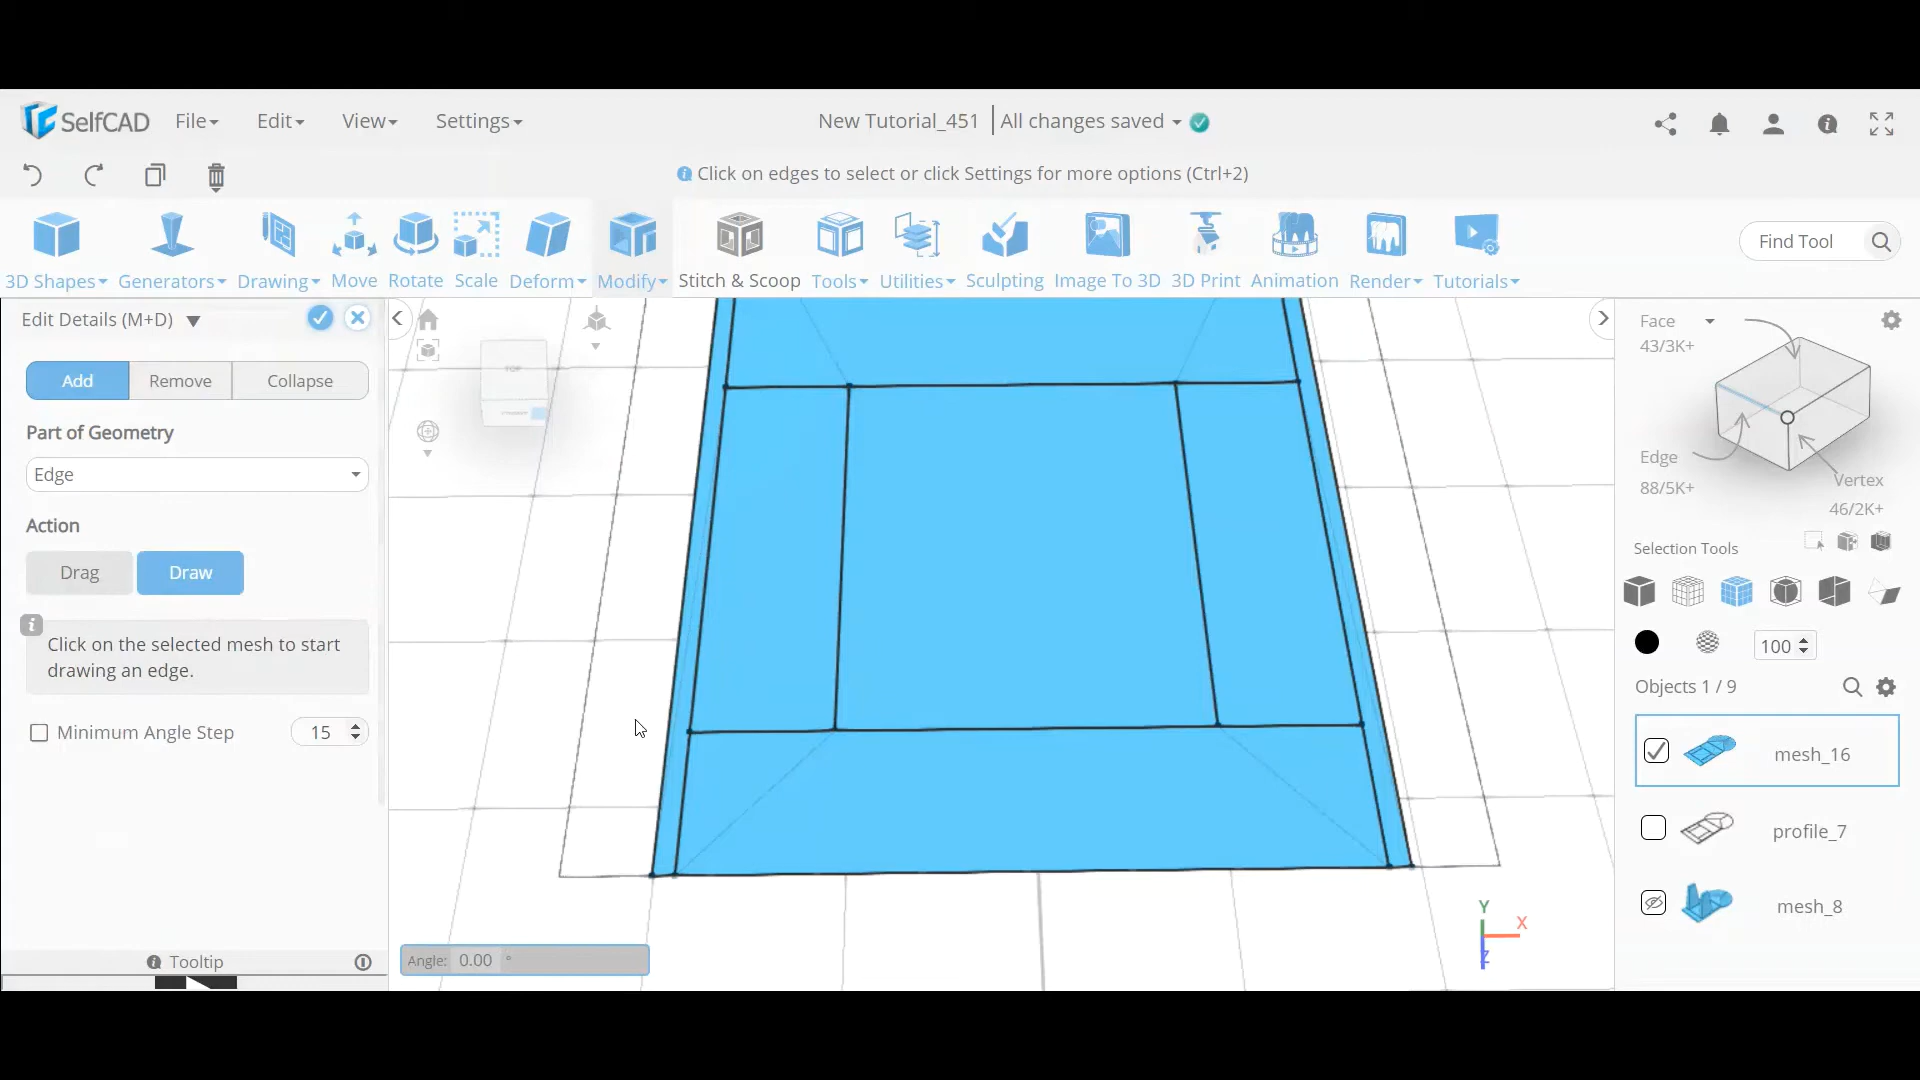 SelfCAD
File
Edit
View
Settings
New Tutorial_451
All changes saved
Click on edges to select or click Settings for more options (Ctrl+2)
3D Shapes
Generators
Drawing
Move
Rotate
Scale
Deform
Modify
Stitch & Scoop
Tools
Utilities
Sculpting
Image To 3D
3D Print
Animation
Render
Tutorials
Find Tool
Edit Details (M+D)
Add
Remove
Collapse
Part of Geometry
Edge
Action
Drag
Draw
Click on the selected mesh to start
drawing an edge.
Minimum Angle Step
15
Tooltip
TOP
Angle: 0.00 °
Y
X
Z
Face
43/3K+
Edge
88/5K+
Vertex
46/2K+
Selection Tools
100
Objects 1 / 9
mesh_16
profile_7
mesh_8